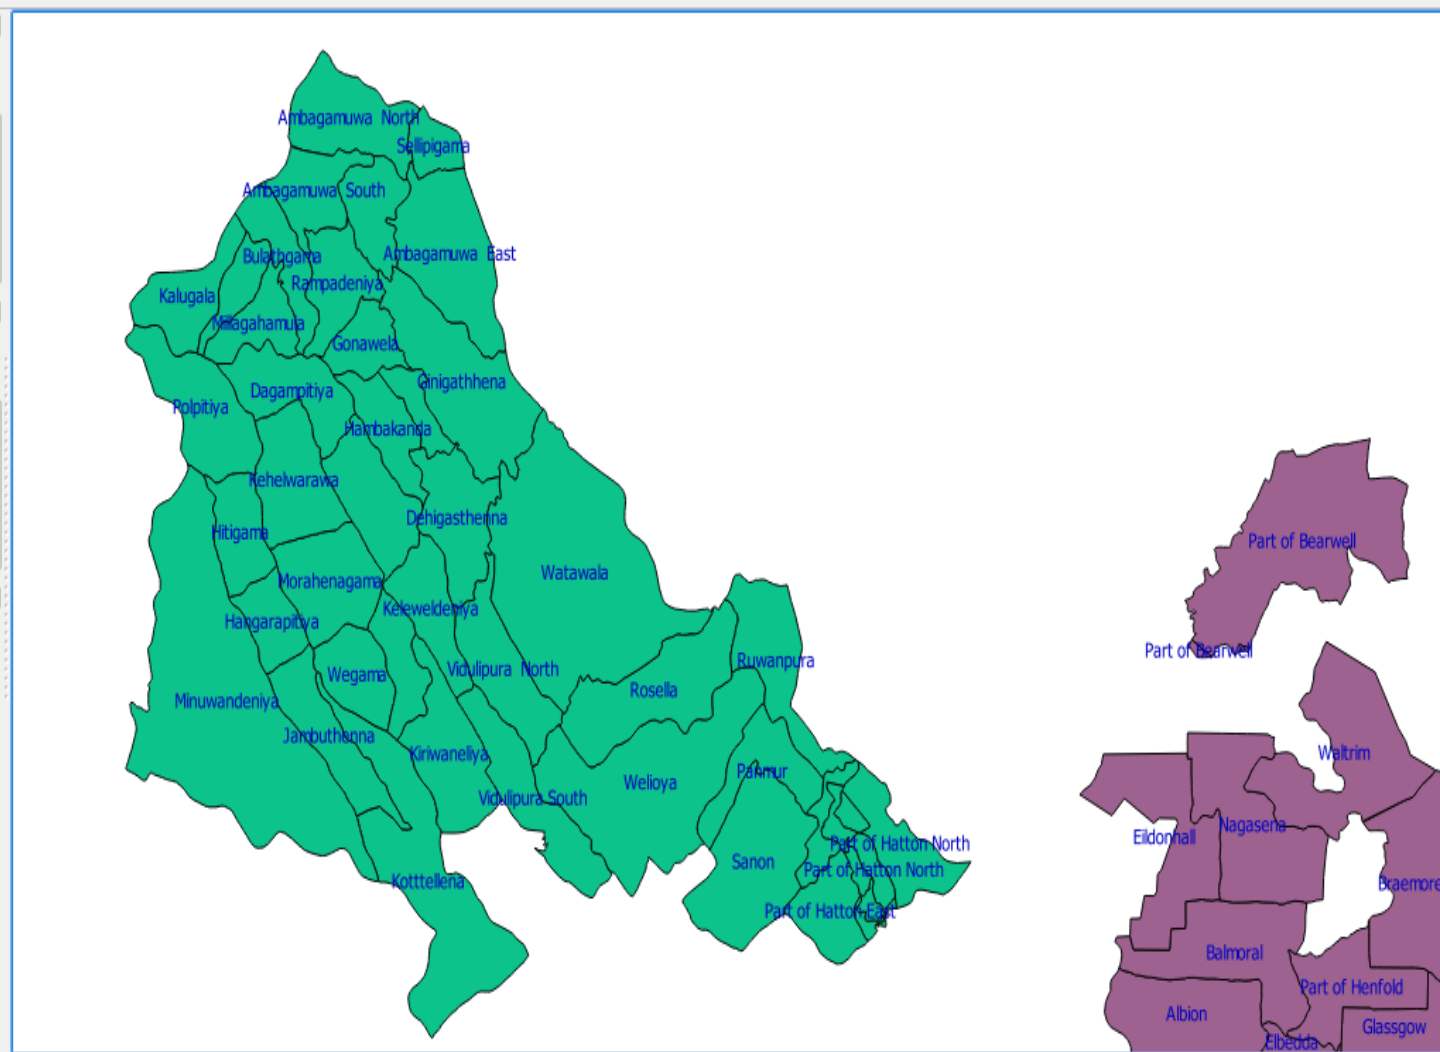 Ambagamuwa North
Sellipigama
Ambagamuwa South
Ambagamuwa East
Bulathgama
Rampadeniya
Kalugala
Millagahamula
Gonawela
Ginigathhena
Dagampitiya
Polpitiya
Hambakanda
Kehelwarawa
Dehigasthenna
Hitigama
Watawala
Morahenagama
Keleweldeniya
Hangarapitiya
Ruwanpura
Vidulipura North
Wegama
Rosella
Minuwandeniya
Jambuthenna
Kiriwaneliya
Panmur
Welioya
Vidulipura South
Part of Hatton North
Sanon
Part of Hatton North
Kotttellena
Part of Hatton East
Part of Bearwell
Part of Bearwell
Waltrim
Nagasena
Eildonhall
Braemore
Balmoral
Part of Henfold
Albion
Glassgow
Elbedda